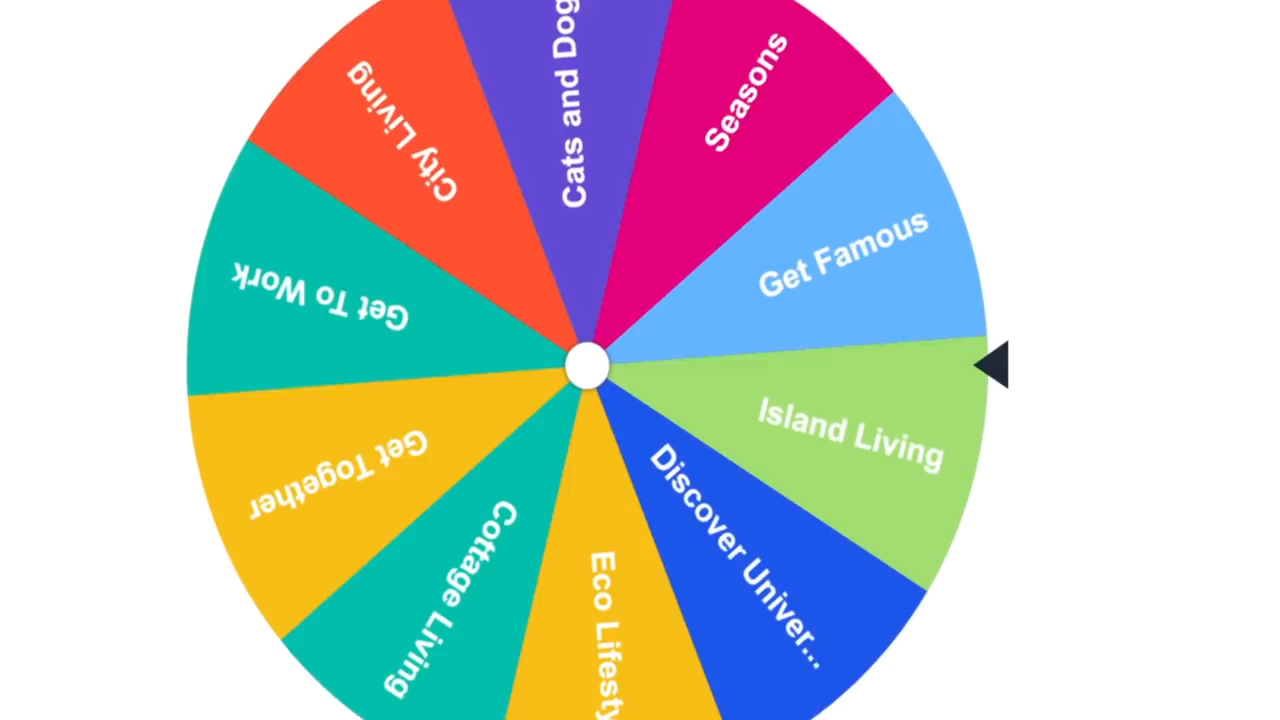 Cats and Dog
Seasons
Get Famous
Island Living
Discover Univer...
Eco Lifesty
Cottage Living
Get Together
Get To Work
City Living